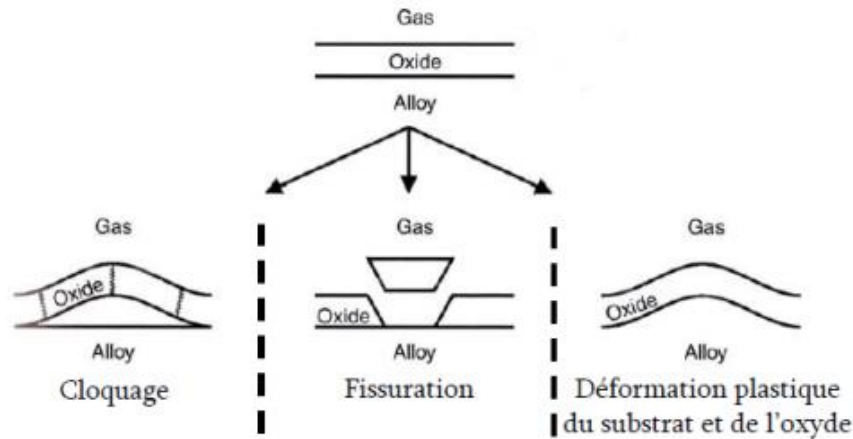 Gas
Oxide
Alloy
Gas
Oxide
Alloy
Cloquage
Gas
Oxide
Alloy
Fissuration
Gas
Oxide
Alloy
Déformation plastique
du substrat et de l'oxyde